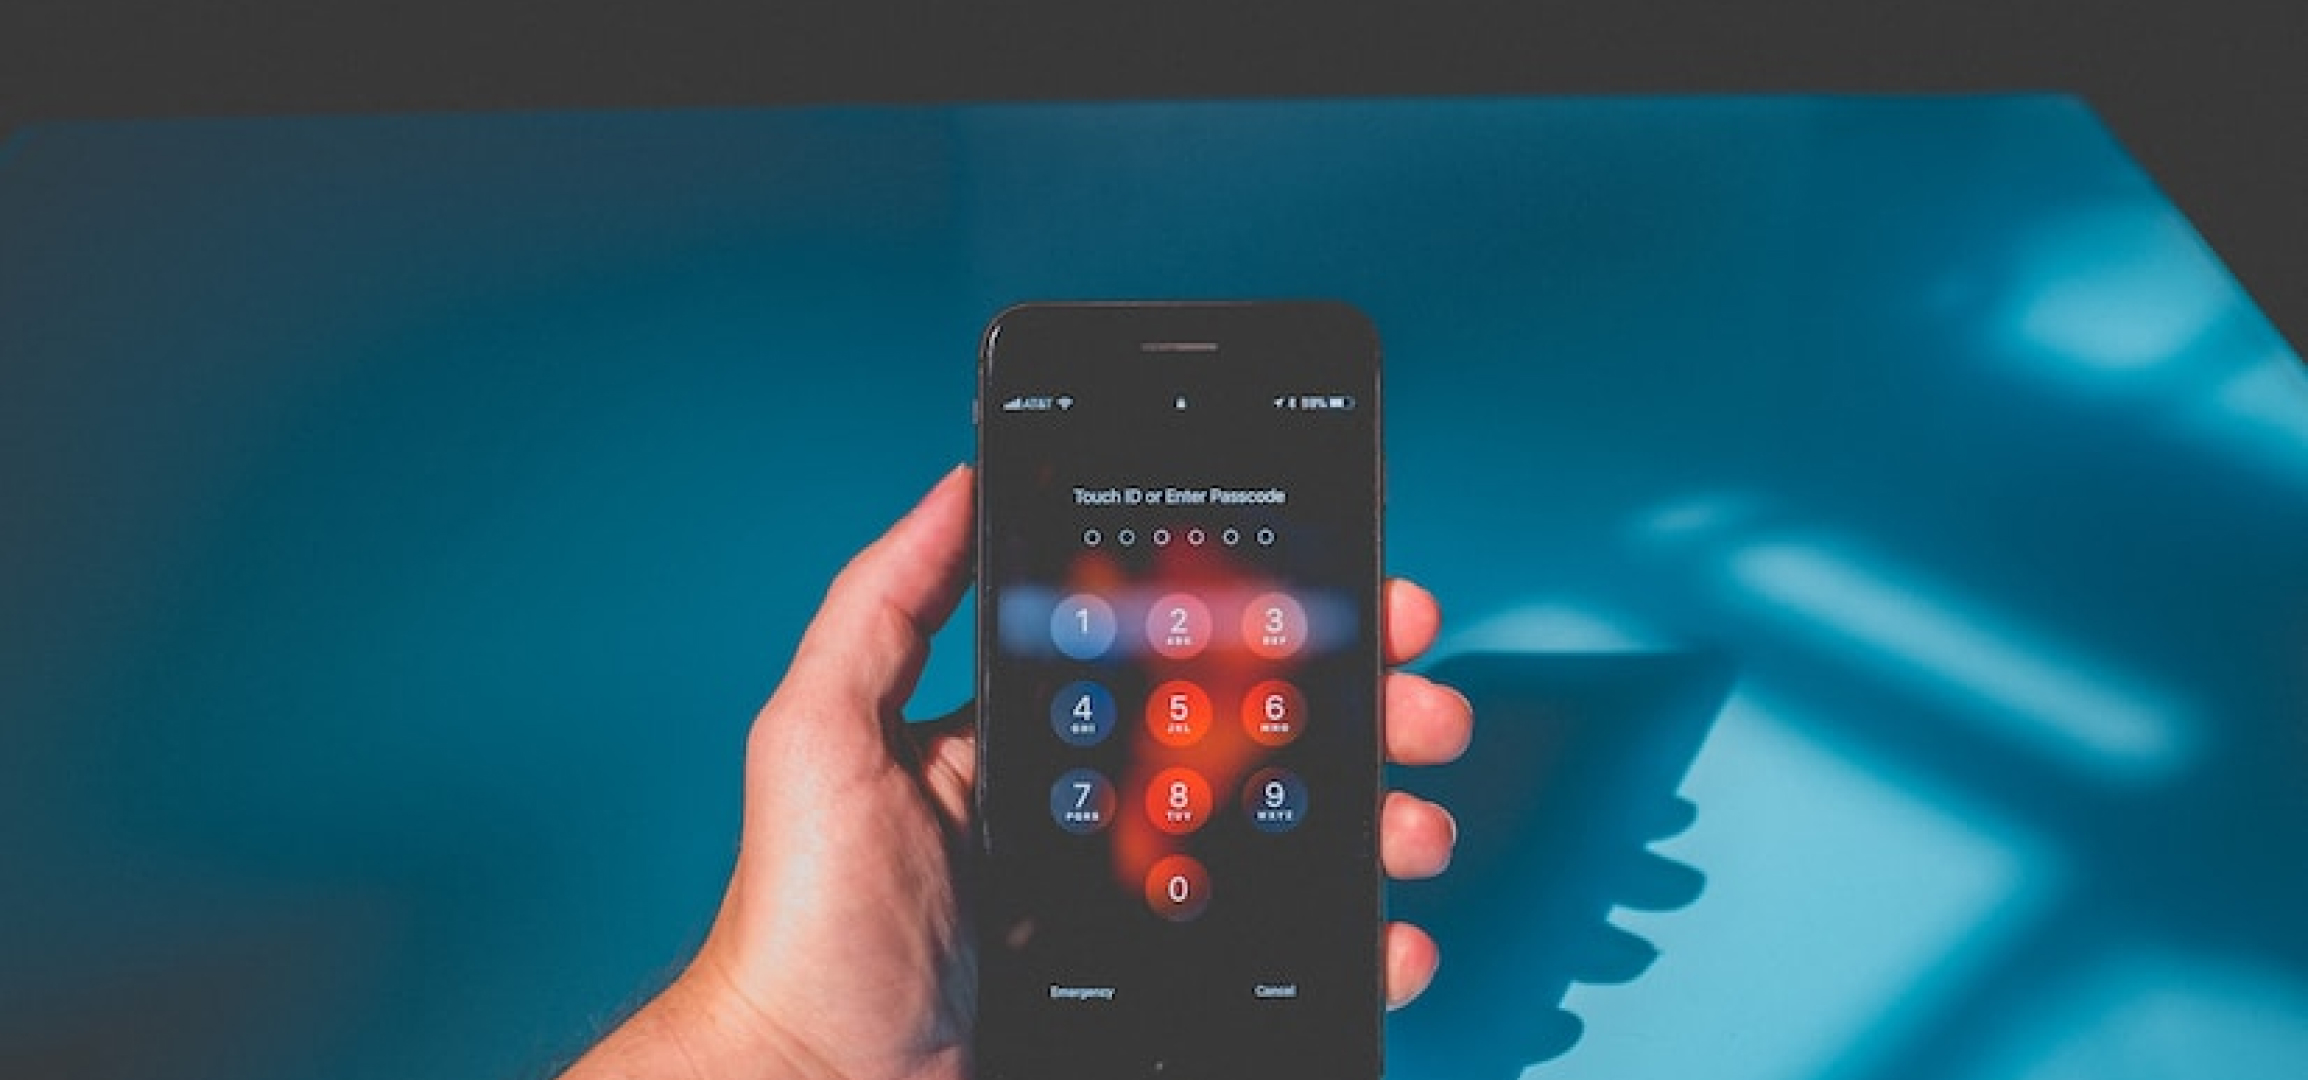 AT&T
Touch ID or Enter Passcode
1 2 3
ABC DEF
4 5 6
GHI JKL MNO
7 8 9
PQRS TUV WXYZ
0
Emergency Cancel